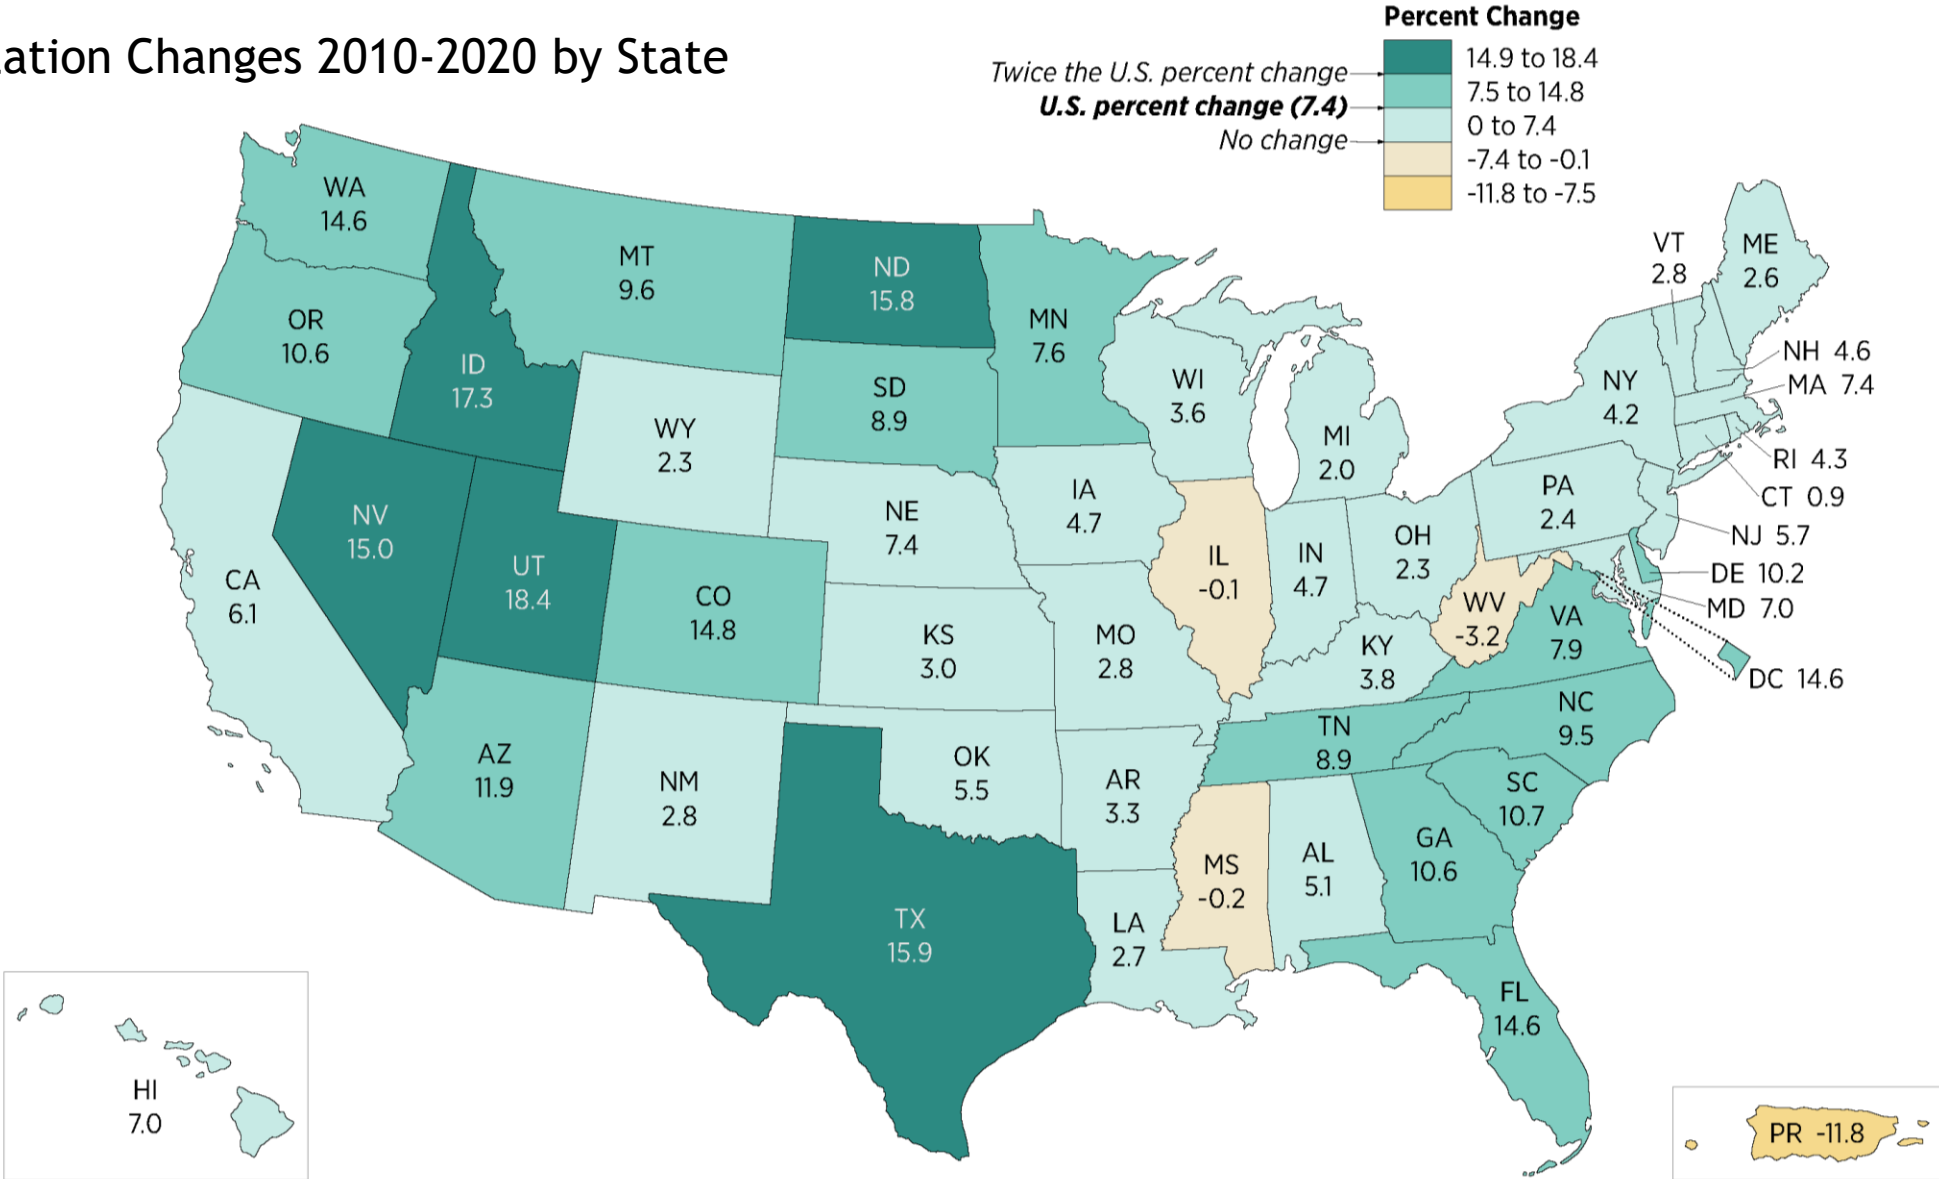 ation Changes 2010-2020 by State
Percent Change
14.9 to 18.4
Twice the U.S. percent change
7.5 to 14.8
U.S. percent change (7.4)
0 to 7.4
No change
-7.4 to -0.1
-11.8 to -7.5
WA
14.6
OR
10.6
CA
6.1
ID
17.3
NV
15.0
UT
18.4
AZ
11.9
MT
9.6
WY
2.3
CO
14.8
NM
2.8
ND
15.8
SD
8.9
NE
7.4
KS
3.0
OK
5.5
TX
15.9
MN
7.6
IA
4.7
MO
2.8
AR
3.3
LA
2.7
WI
3.6
IL
-0.1
MS
-0.2
MI
2.0
IN
4.7
KY
3.8
TN
8.9
AL
5.1
OH
2.3
WV
-3.2
VA
7.9
NC
9.5
SC
10.7
GA
10.6
FL
14.6
PA
2.4
NY
4.2
VT
2.8
ME
2.6
NH 4.6
MA 7.4
RI 4.3
CT 0.9
NJ 5.7
DE 10.2
MD 7.0
DC 14.6
HI
7.0
PR -11.8